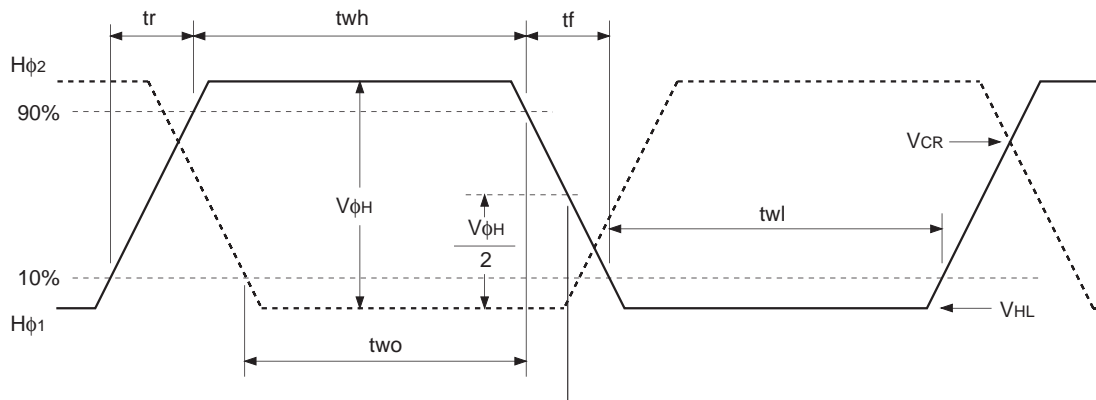 tr
twh
tf
Hϕ2
90%
VCR
VϕH
VϕH
2
twl
10%
VHL
Hϕ1
two